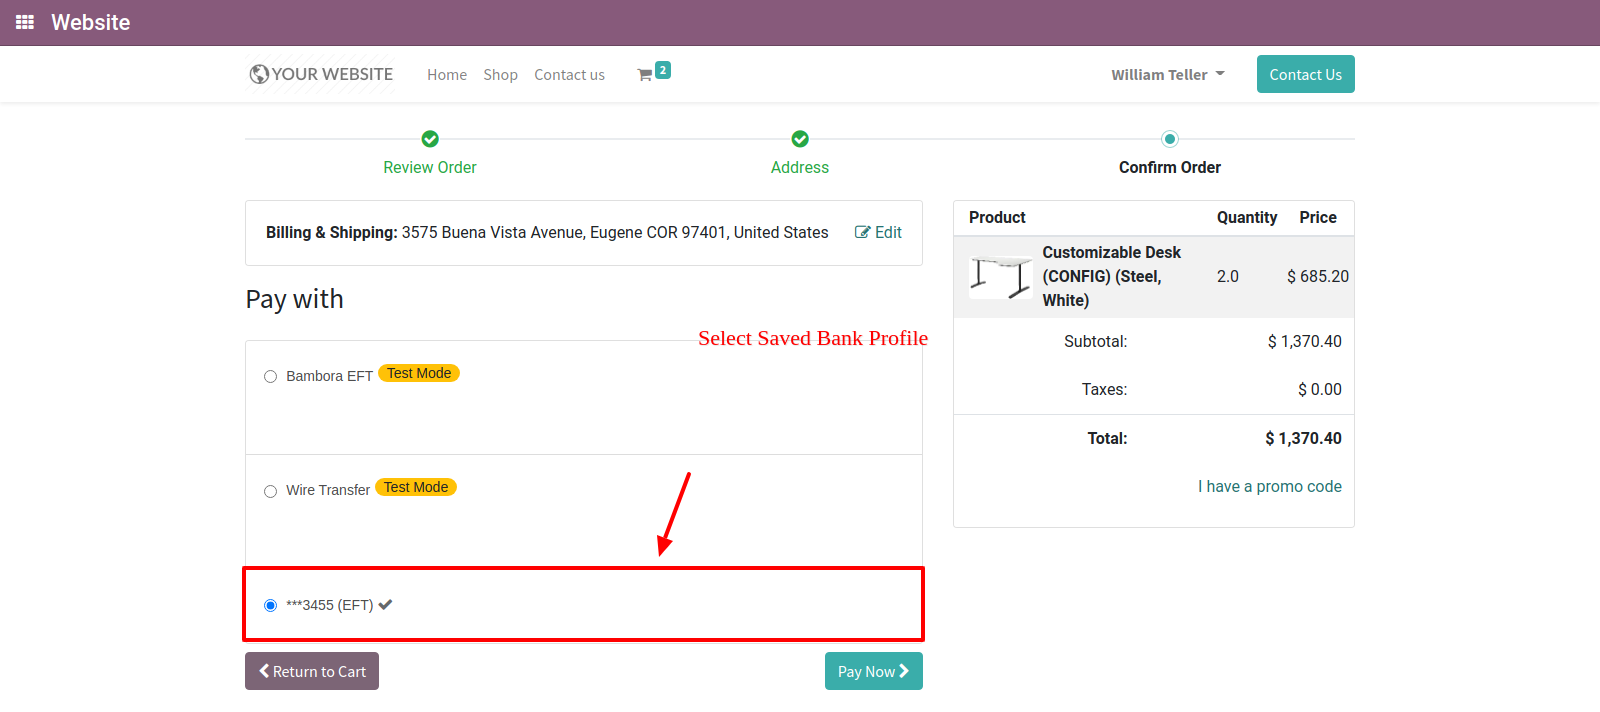 Website
YOUR WEBSITE Home Shop Contact us 2 William Teller Contact Us
Review Order Address Confirm Order
Billing & Shipping: 3575 Buena Vista Avenue, Eugene COR 97401, United States Edit
Pay with
Select Saved Bank Profile
Bambora EFT Test Mode
Wire Transfer Test Mode
***3455 (EFT)
Return to Cart Pay Now
Product Quantity Price
Customizable Desk
(CONFIG) (Steel, 2.0 $ 685.20
White)
Subtotal: $ 1,370.40
Taxes: $ 0.00
Total: $ 1,370.40
I have a promo code